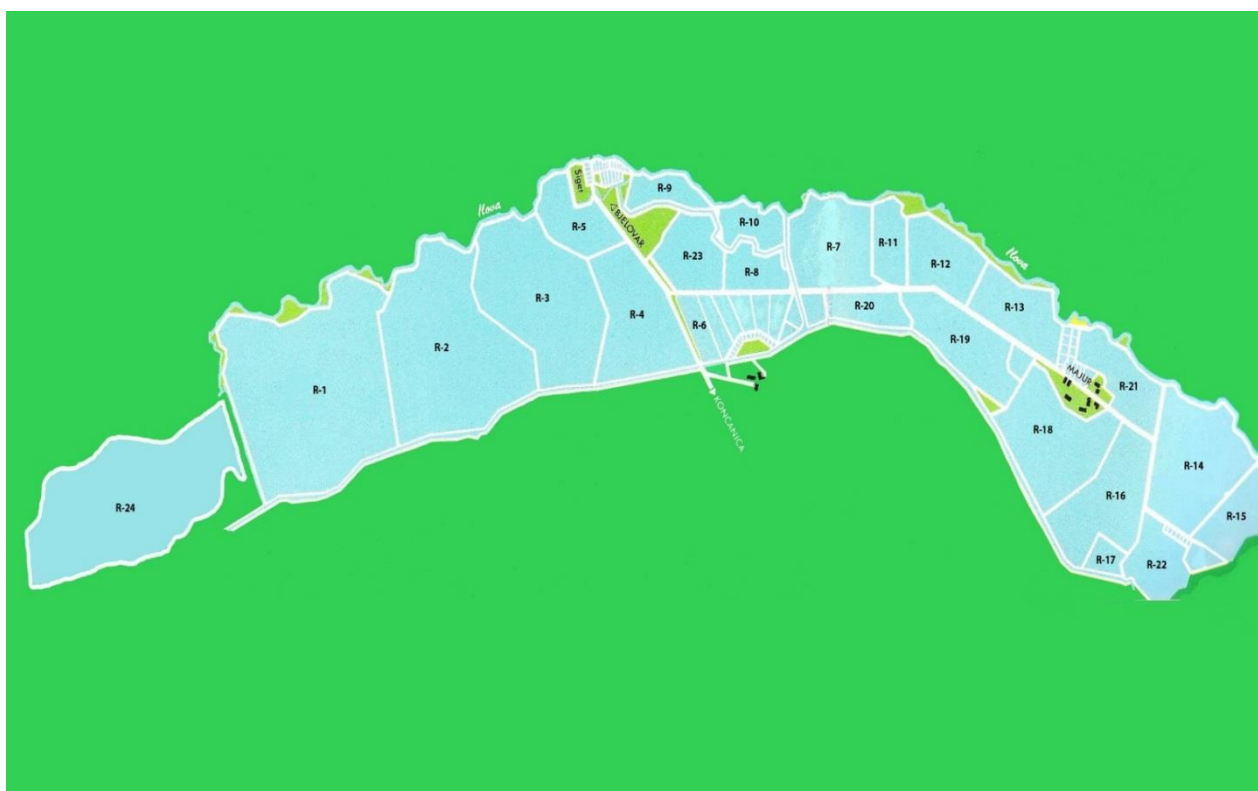 Siget
R-9
Ilova
BJELOVAR
R-10
R-5
R-7
R-11
R-23
R-12
Ilova
R-8
R-3
R-13
R-20
R-4
R-6
R-19
R-2
MAJUR
R-21
R-1
KONČANICA
R-18
R-14
R-16
R-24
R-15
R-17
R-22